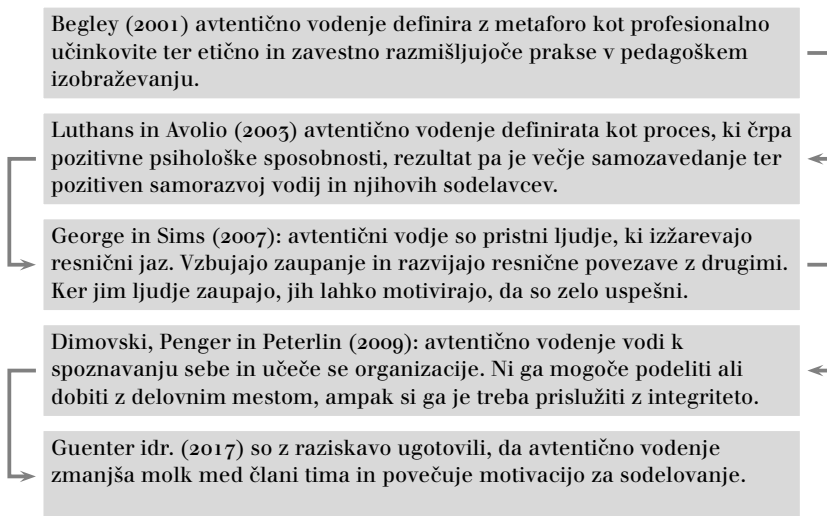 Begley (2001) avtentično vodenje definira z metaforo kot profesionalno
učinkovite ter etično in zavestno razmišljujoče prakse v pedagoškem
izobraževanju.
Luthans in Avolio (2003) avtentično vodenje definirata kot proces, ki črpa
pozitivne psihološke sposobnosti, rezultat pa je večje samozavedanje ter
pozitiven samorazvoj vodij in njihovih sodelavcev.
George in Sims (2007): avtentični vodje so pristni ljudje, ki izžarevajo
resnični jaz. Vzbujajo zaupanje in razvijajo resnične povezave z drugimi.
Ker jim ljudje zaupajo, jih lahko motivirajo, da so zelo uspešni.
Dimovski, Penger in Peterlin (2009): avtentično vodenje vodi k
spoznavanju sebe in učeče se organizacije. Ni ga mogoče podeliti ali
dobiti z delovnim mestom, ampak si ga je treba prislužiti z integriteto.
Guenter idr. (2017) so z raziskavo ugotovili, da avtentično vodenje
zmanjša molk med člani tima in povečuje motivacijo za sodelovanje.